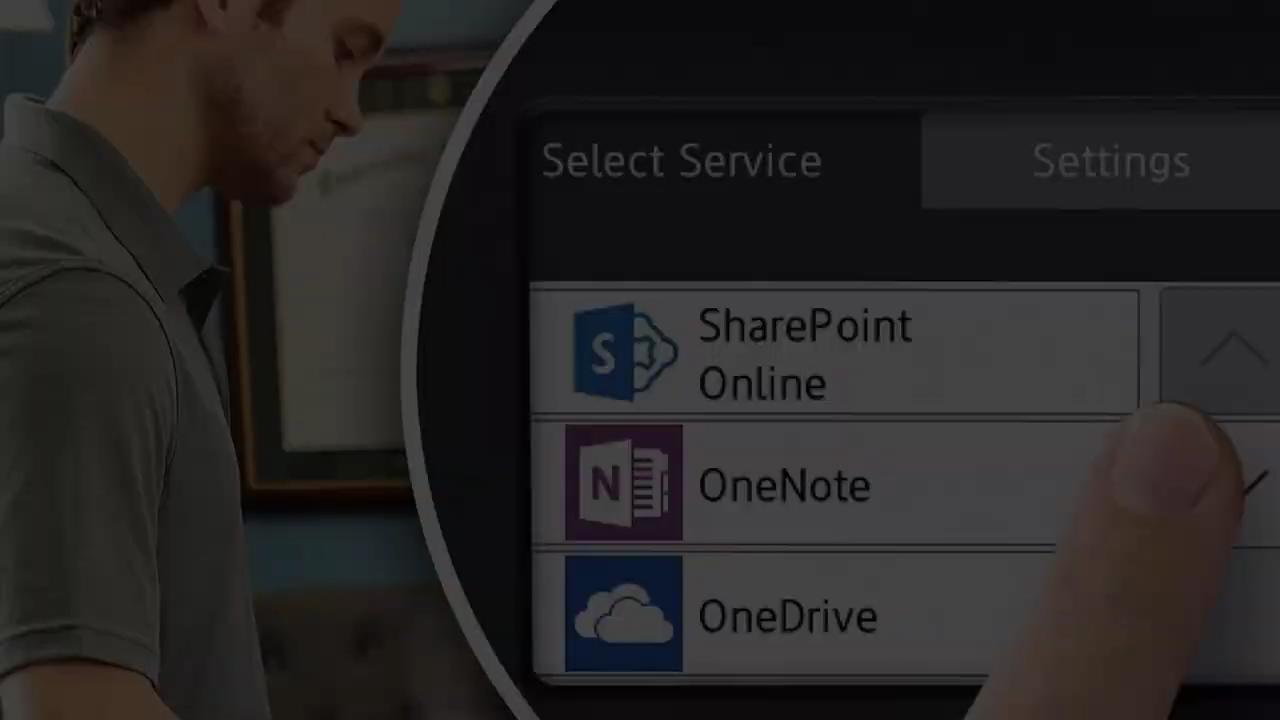 Select Service
Settings
SharePoint
Online
S
N
OneNote
OneDrive